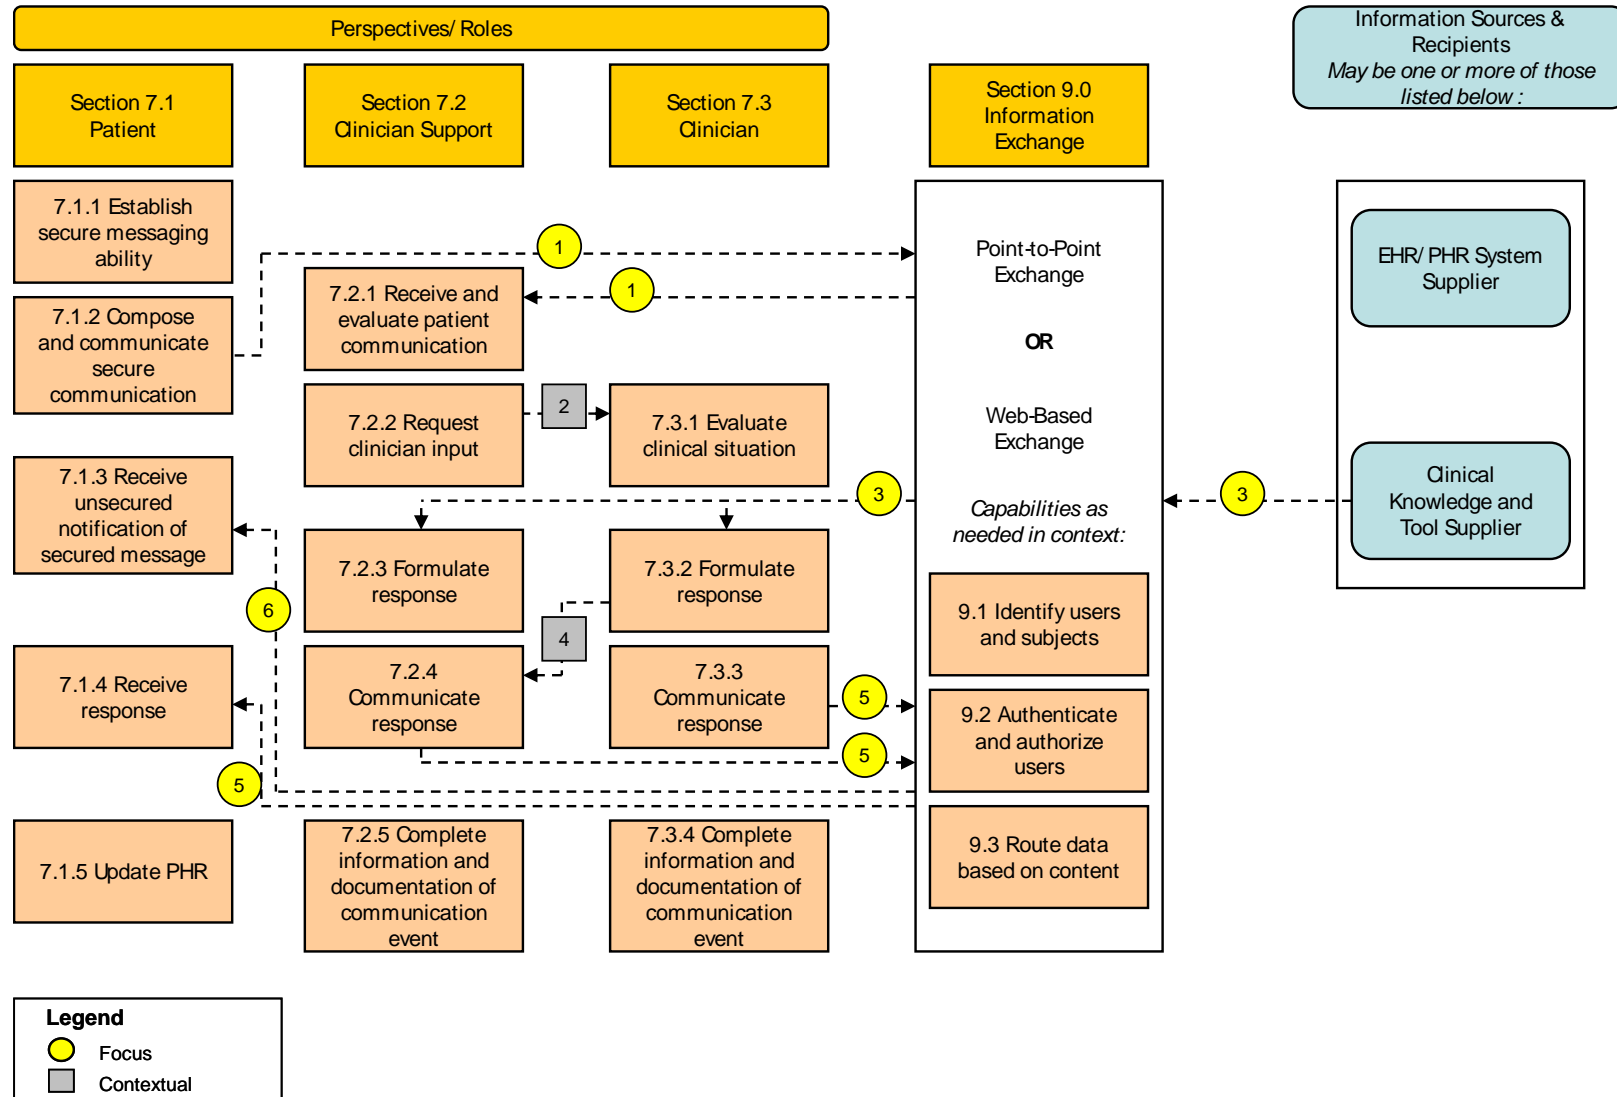 Perspectives/ Roles
Information Sources &
Recipients
May be one or more of those
listed below :
Section 7.1
Patient
Section 7.2
Clinician Support
Section 7.3
Clinician
Section 9.0
Information
Exchange
7.1.1 Establish
secure messaging
ability
1
Point-to-Point
Exchange
EHR/ PHR System
Supplier
7.2.1 Receive and
evaluate patient
communication
1
7.1.2 Compose
and communicate
secure
communication
OR
7.2.2 Request
clinician input
2
7.3.1 Evaluate
clinical situation
Web-Based
Exchange
7.1.3 Receive
unsecured
notification of
secured message
3
Capabilities as
needed in context:
3
Clinical
Knowledge and
Tool Supplier
7.2.3 Formulate
response
7.3.2 Formulate
response
6
4
9.1 Identify users
and subjects
7.1.4 Receive
response
7.2.4
Communicate
response
7.3.3
Communicate
response
5
5
9.2 Authenticate
and authorize
users
5
7.1.5 Update PHR
7.2.5 Complete
information and
documentation of
communication
event
7.3.4 Complete
information and
documentation of
communication
event
9.3 Route data
based on content
Legend
Focus
Contextual